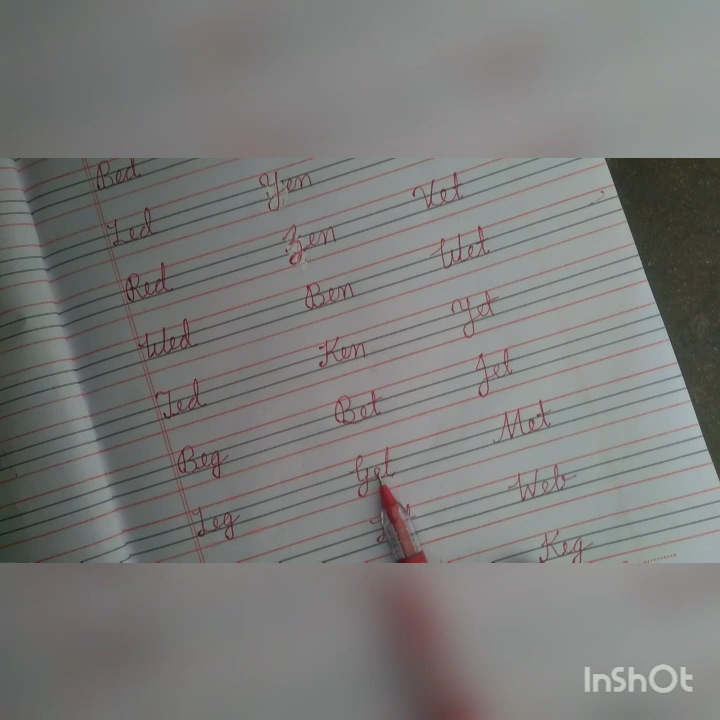 Bed Yen Vet
Led Zen Wet
Red Ben Yet
Wed Ken Jet
Ted Bet Met
Beg Get Web
Leg Keg
InShOt